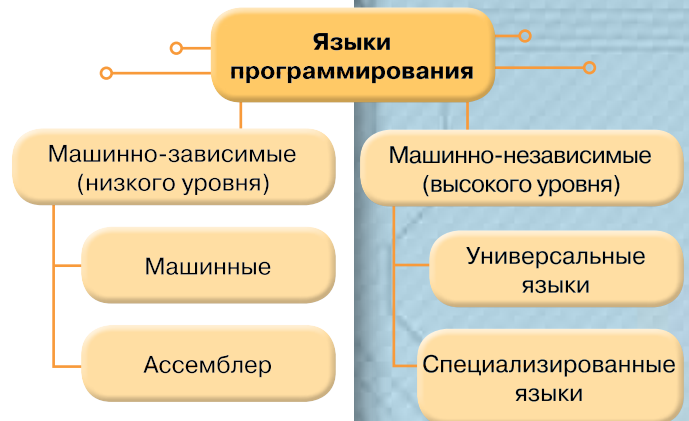 Языки
программирования
Машинно-зависимые
(низкого уровня)
Машинно-независимые
(высокого уровня)
Машинные
Универсальные
языки
Ассемблер
Специализированные
языки